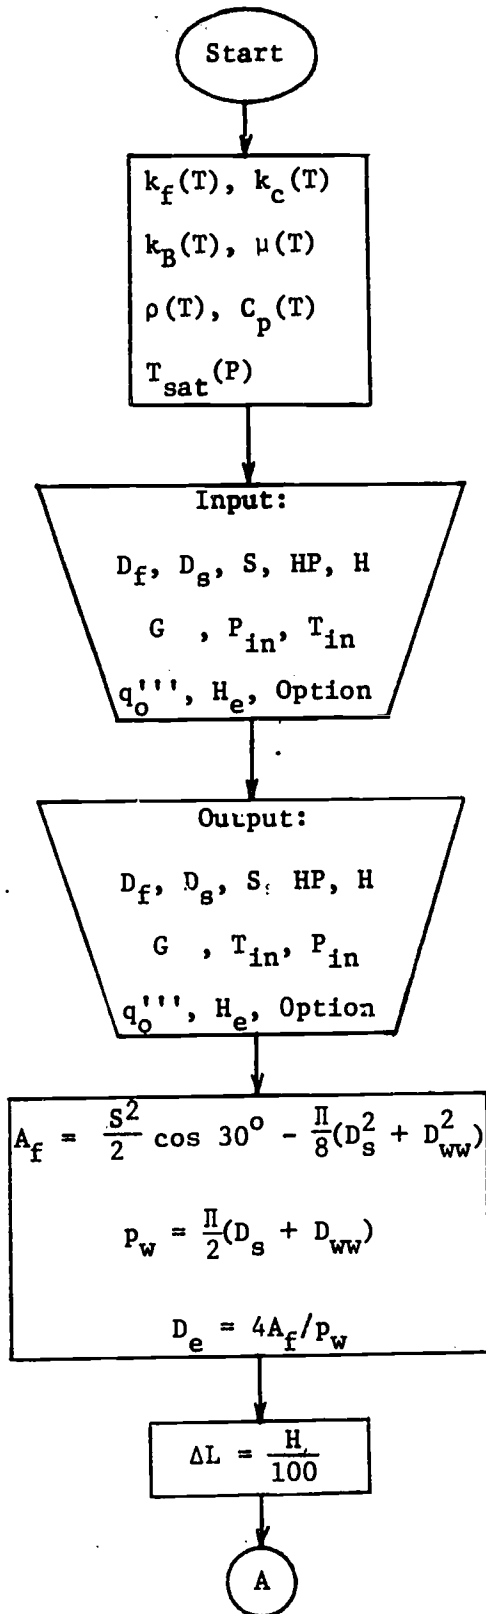 Start
k_f(T), k_c(T)
k_B(T), μ(T)
ρ(T), C_p(T)
T_sat(P)
Input:
D_f, D_s, S, HP, H
G , P_in, T_in
q_o''', H_e, Option
Output:
D_f, D_s, S, HP, H
G , T_in, P_in
q_o''', H_e, Option
A_f = S^2/2 cos 30° - Π/8(D_s^2 + D_ww^2)
p_w = Π/2(D_s + D_ww)
D_e = 4A_f/p_w
ΔL = H/100
A